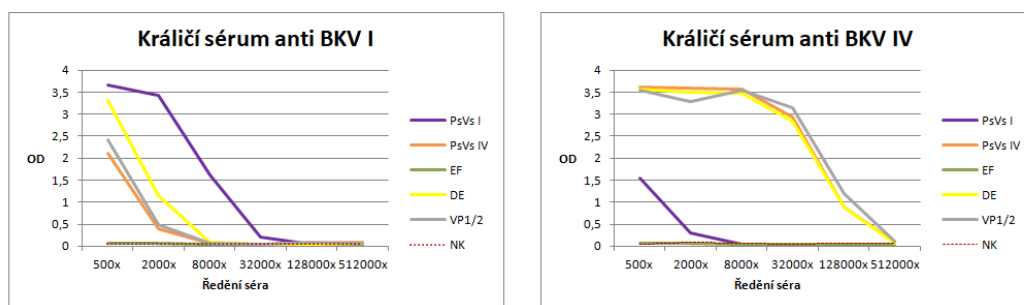 Králičí sérum anti BKV I
4
3,5
3
2,5
2
1,5
1
0,5
0
OD
500x 2000x 8000x 32000x 128000x 512000x
Ředění séra
PsVs I
PsVs IV
EF
DE
VP1/2
NK
Králičí sérum anti BKV IV
4
3,5
3
2,5
2
1,5
1
0,5
0
OD
500x 2000x 8000x 32000x 128000x 512000x
Ředění séra
PsVs I
PsVs IV
EF
DE
VP1/2
NK